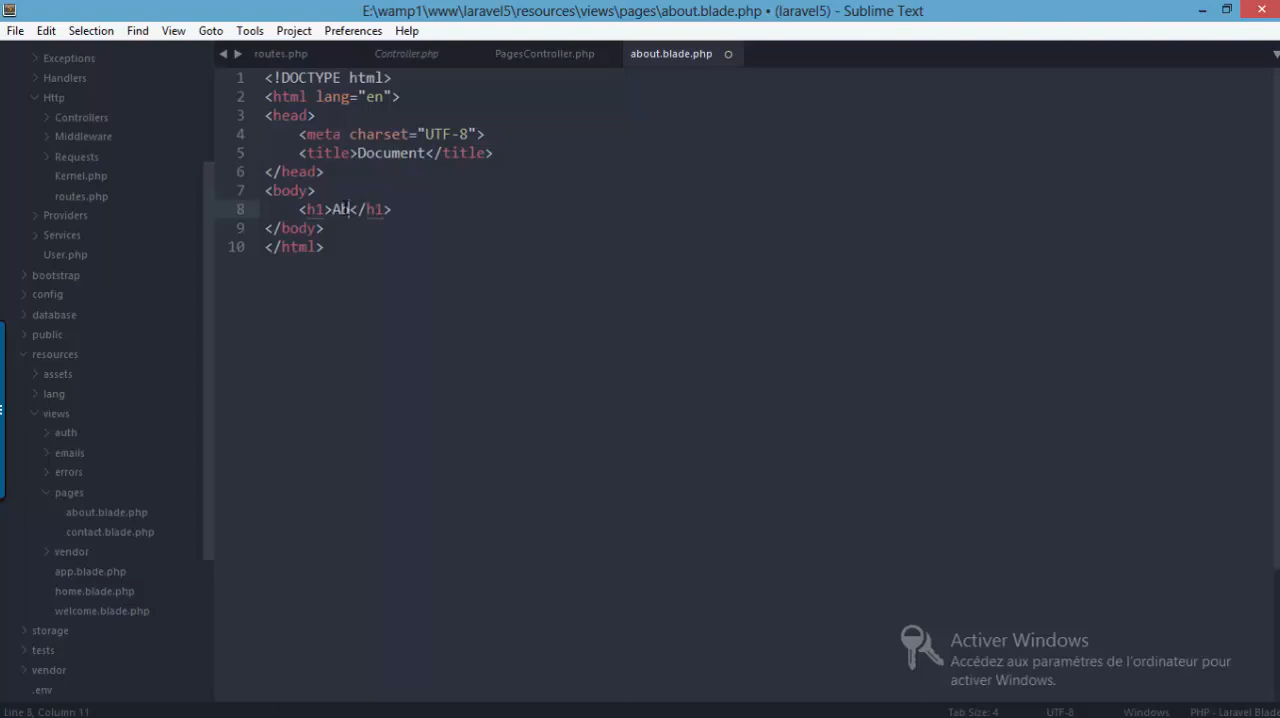 E:\wamp1\www\laravel5\resources\views\pages\about.blade.php • (laravel5) - Sublime Text
File Edit Selection Find View Goto Tools Project Preferences Help
routes.php Controller.php PagesController.php about.blade.php
Exceptions
Handlers
Http
Controllers
Middleware
Requests
Kernel.php
routes.php
Providers
Services
User.php
bootstrap
config
database
public
resources
assets
lang
views
auth
emails
errors
pages
about.blade.php
contact.blade.php
vendor
app.blade.php
home.blade.php
welcome.blade.php
storage
tests
vendor
.env
1 <!DOCTYPE html>
2 <html lang="en">
3 <head>
4 <meta charset="UTF-8">
5 <title>Document</title>
6 </head>
7 <body>
8 <h1>Ab</h1>
9 </body>
10 </html>
Activer Windows
Accédez aux paramètres de l'ordinateur pour
activer Windows.
Line 8, Column 11 Tab Size: 4 UTF-8 Windows PHP - Laravel Blade